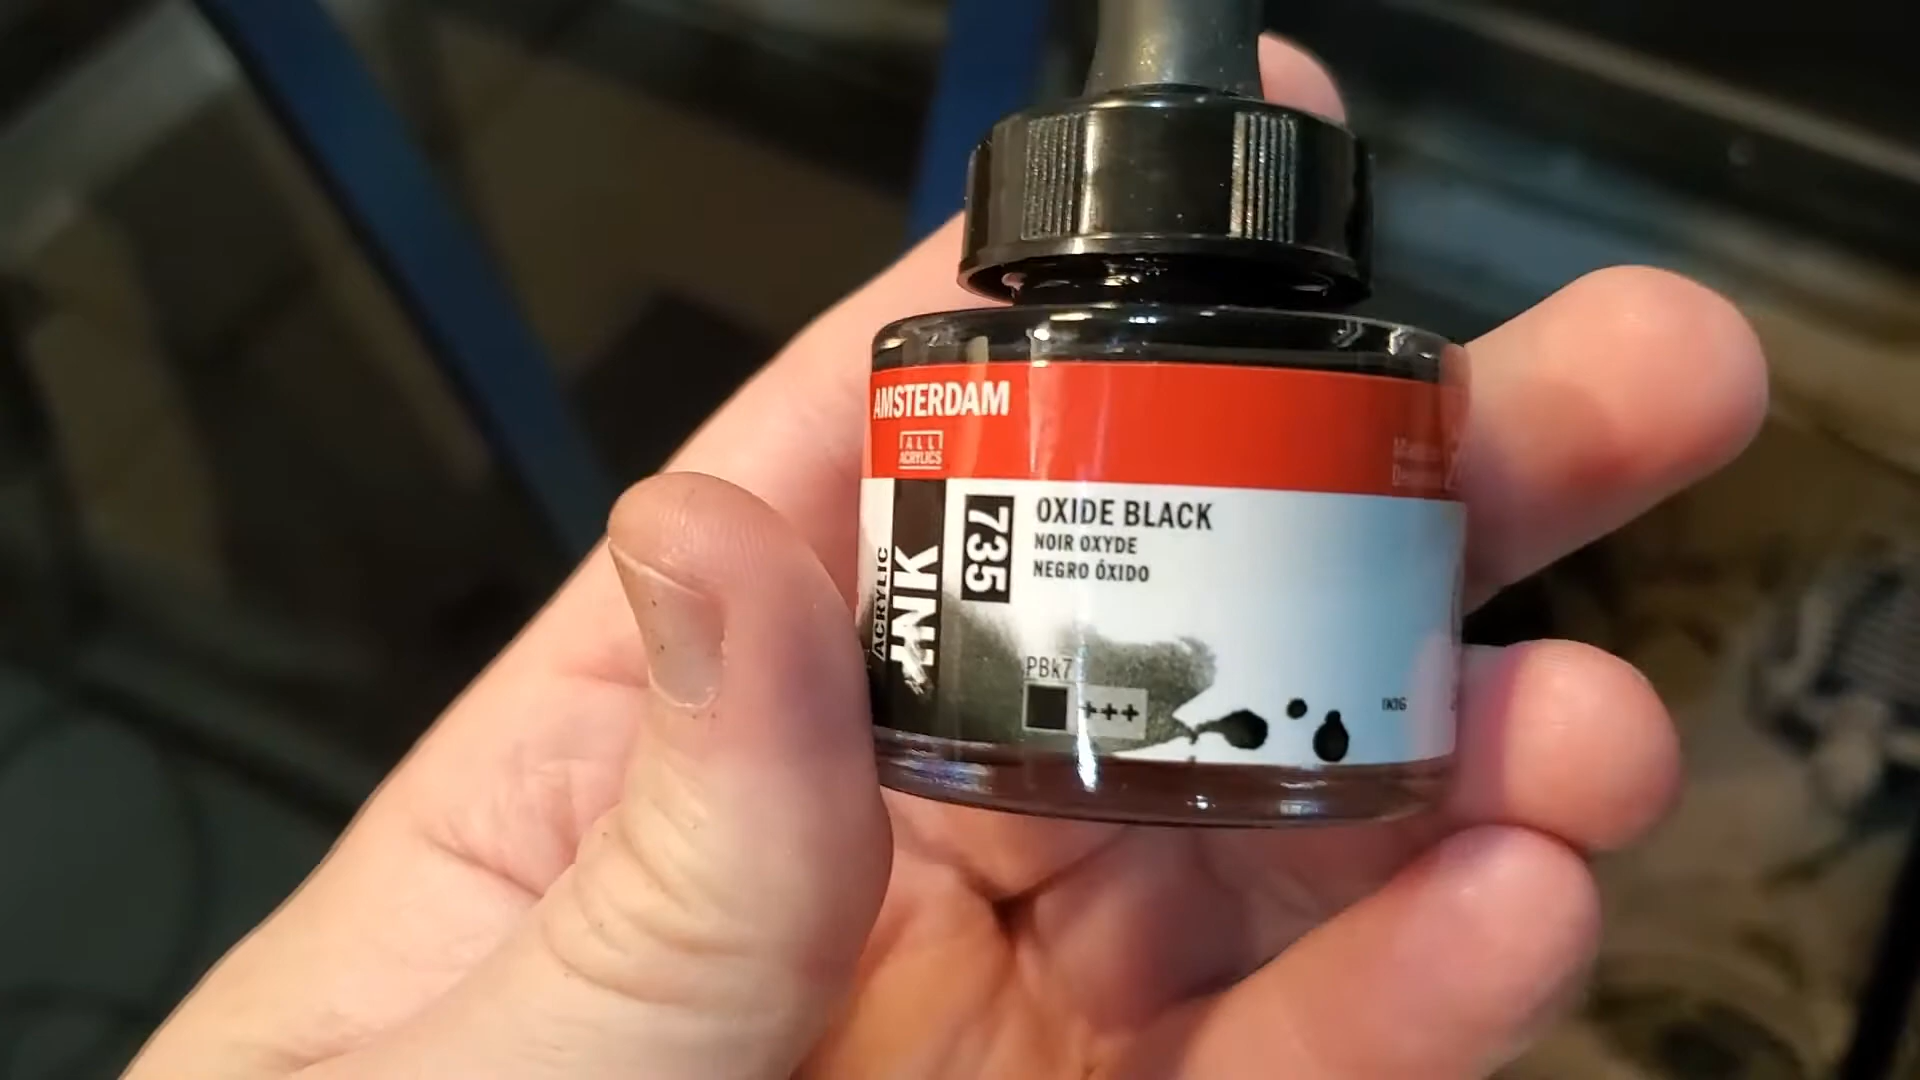 AMSTERDAM
ALL
ACRYLICS
ACRYLIC
INK
735
OXIDE BLACK
NOIR OXYDE
NEGRO ÓXIDO
PBk7
+++